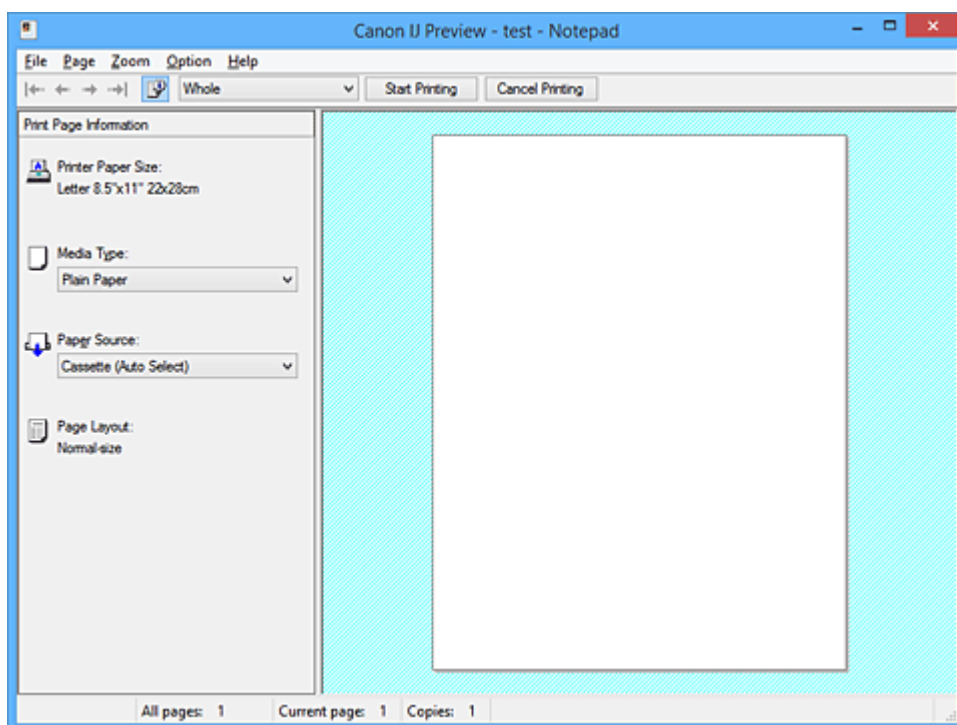 Canon IJ Preview - test - Notepad
File Page Zoom Option Help
Whole Start Printing Cancel Printing
Print Page Information
Printer Paper Size:
Letter 8.5"x11" 22x28cm
Media Type:
Plain Paper
Paper Source:
Cassette (Auto Select)
Page Layout:
Normal-size
All pages: 1 Current page: 1 Copies: 1